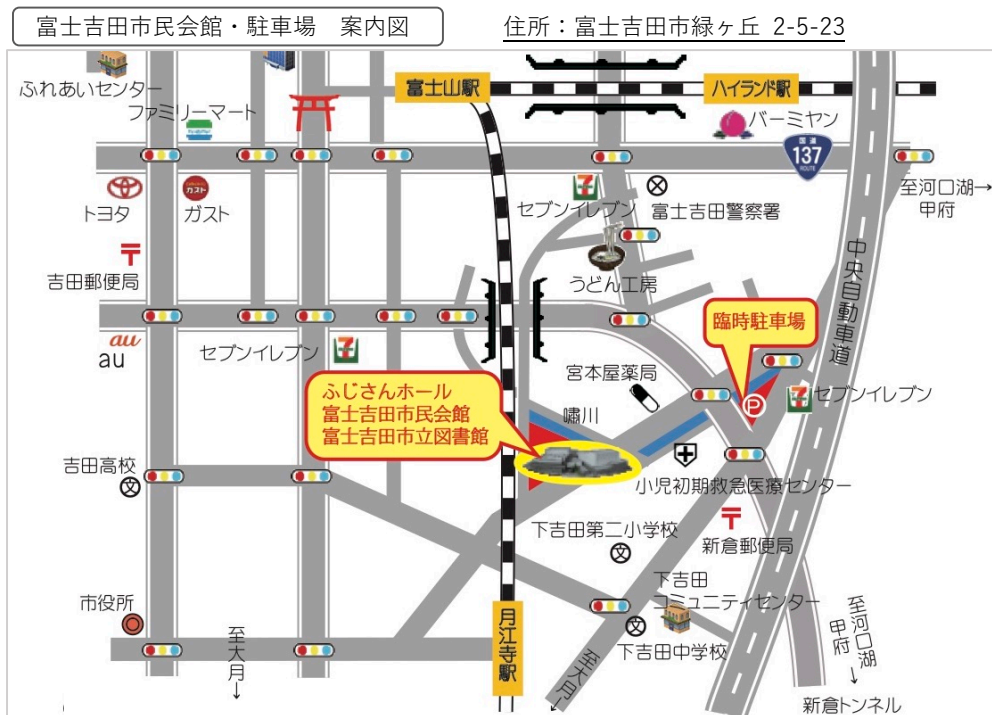 富士吉田市民会館・駐車場　案内図
住所：富士吉田市緑ヶ丘 2-5-23
ふれあいセンター
富士山駅
ハイランド駅
ファミリーマート
バーミヤン
国道
137
ROUTE
トヨタ
ガスト
ガスト
セブンイレブン
富士吉田警察署
至河口湖→
甲府
吉田郵便局
うどん工房
中央自動車道
臨時駐車場
au
au
セブンイレブン
宮本屋薬局
P
セブンイレブン
ふじさんホール
富士吉田市民会館
富士吉田市立図書館
嘯川
吉田高校
文
小児初期救急医療センター
下吉田第二小学校
文
新倉郵便局
市役所
下吉田
コミュニティセンター
文
下吉田中学校
月江寺駅
至大月↓
至大月↓
至河口湖
甲府↓
新倉トンネル